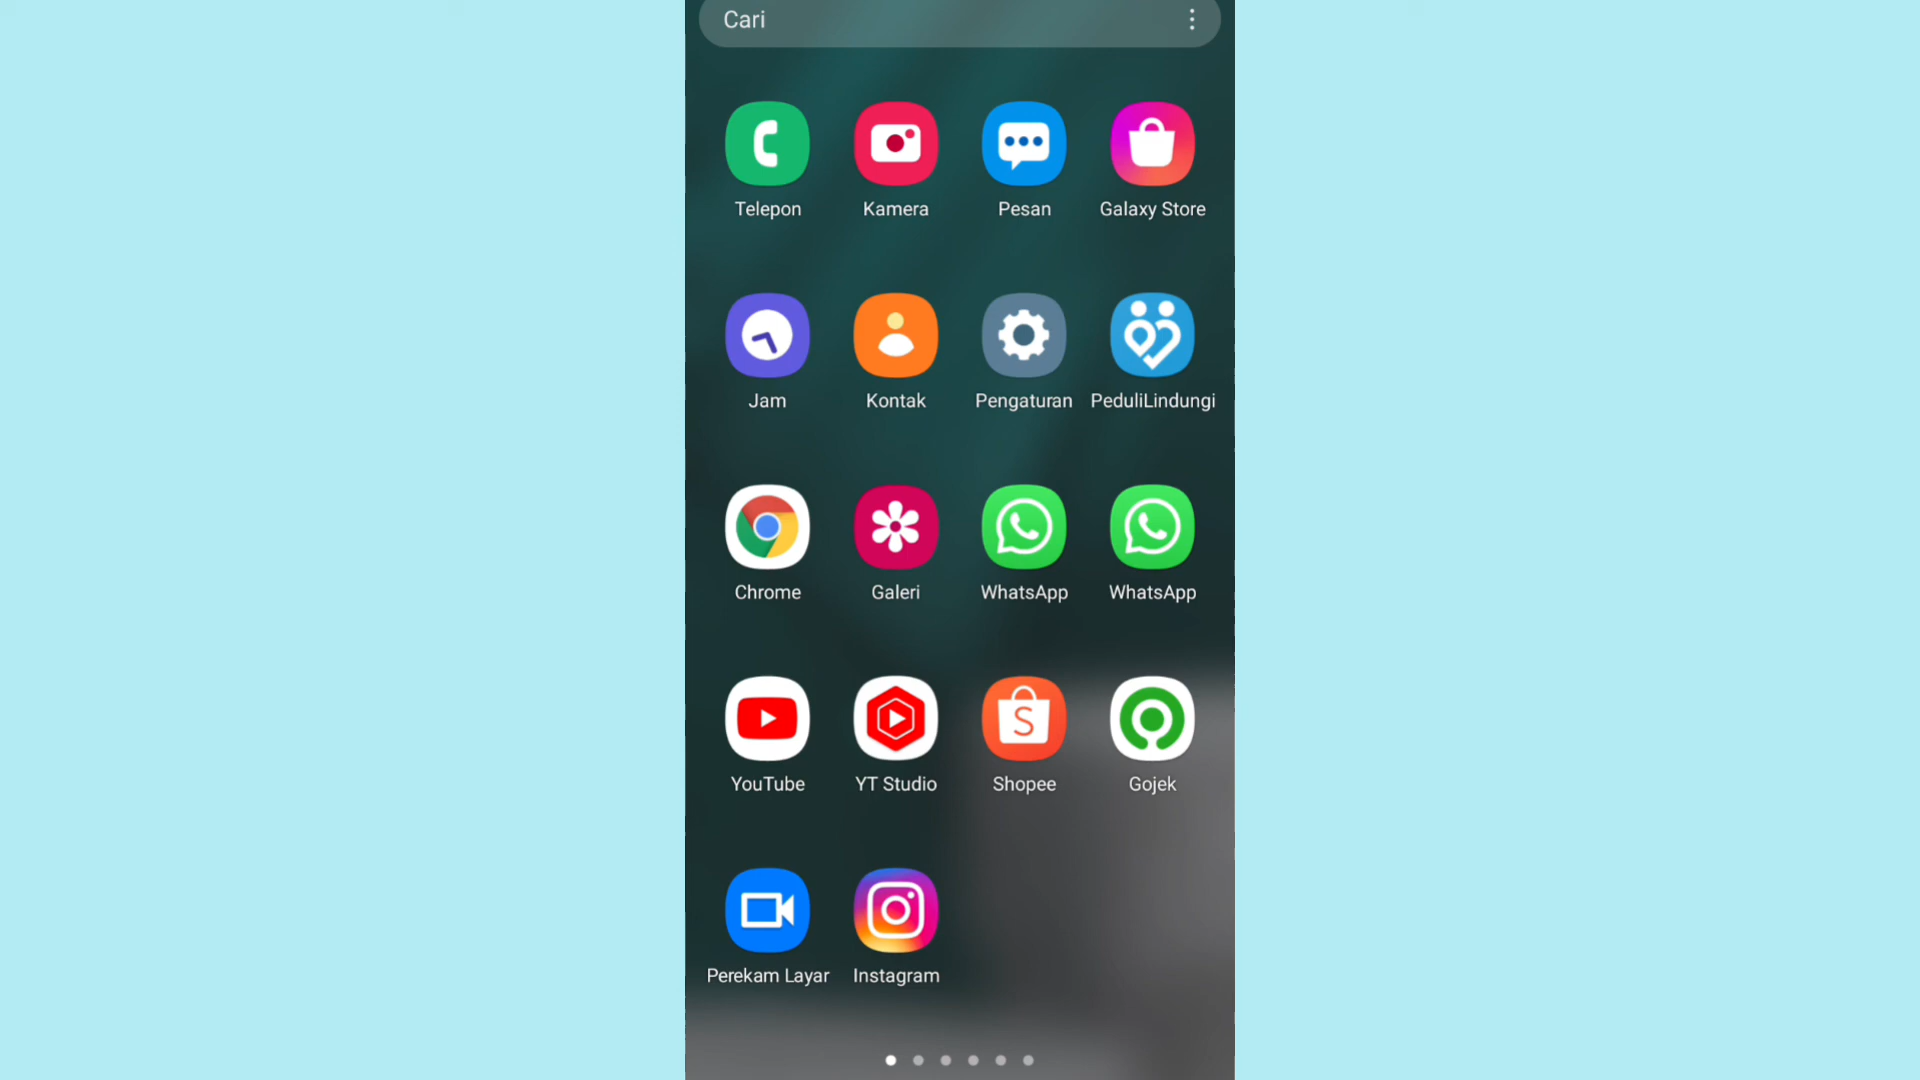 Cari
Telepon
Kamera
Pesan
Galaxy Store
Jam
Kontak
Pengaturan
PeduliLindungi
Chrome
Galeri
WhatsApp
WhatsApp
S
YouTube
YT Studio
Shopee
Gojek
Perekam Layar
Instagram